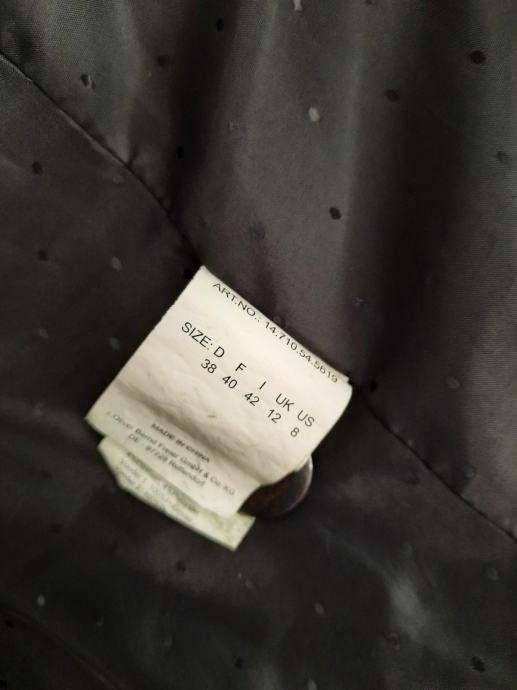 ART.NO.: 14.710.54.5619
SIZE: D F I UK US
38 40 42 12 8
MADE IN CHINA
s.Oliver Bernd Freier GmbH & Co. KG
DE - 97228 Rottendorf